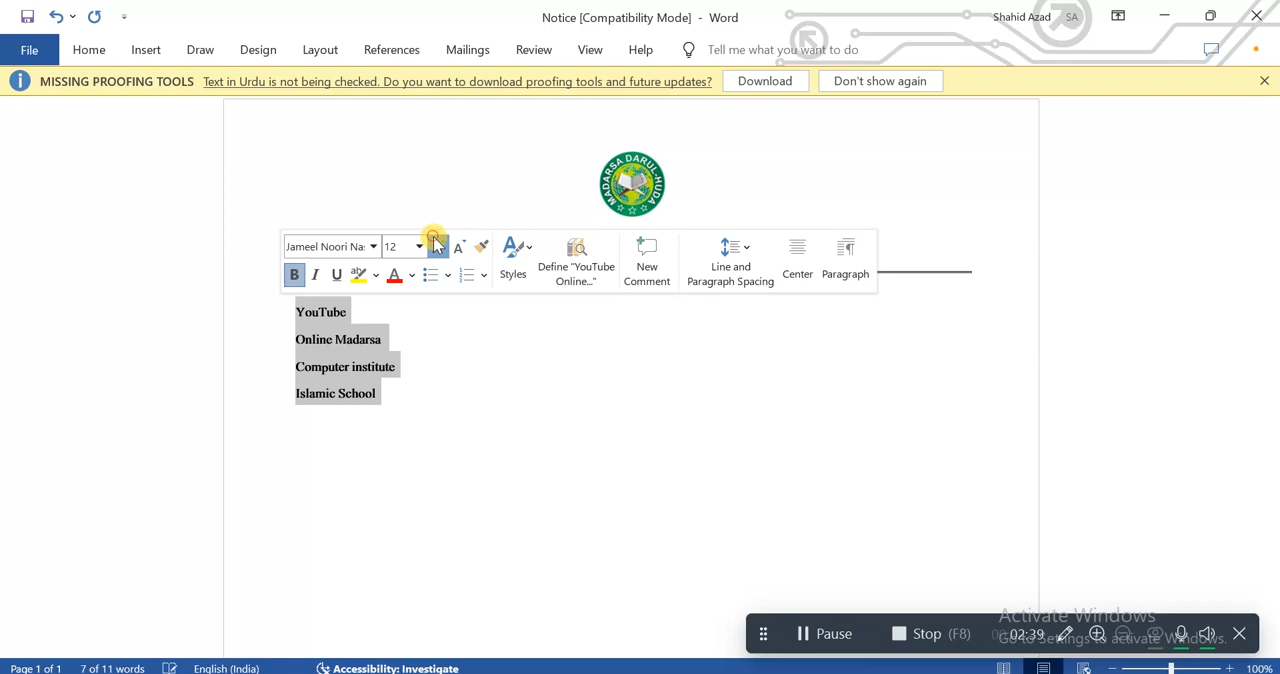 Notice [Compatibility Mode] - Word
Shahid Azad SA
File Home Insert Draw Design Layout References Mailings Review View Help Tell me what you want to do
MISSING PROOFING TOOLS Text in Urdu is not being checked. Do you want to download proofing tools and future updates? Download Don't show again
MADARSA DARUL-HUDA
Jameel Noori Nas 12
Styles
Define "YouTube Online..."
New Comment
Line and Paragraph Spacing
Center
Paragraph
YouTube
Online Madarsa
Computer institute
Islamic School
Activate Windows
Go to Settings to activate Windows.
Pause Stop (F8) 02:39
Page 1 of 1 7 of 11 words English (India) Accessibility: Investigate 100%